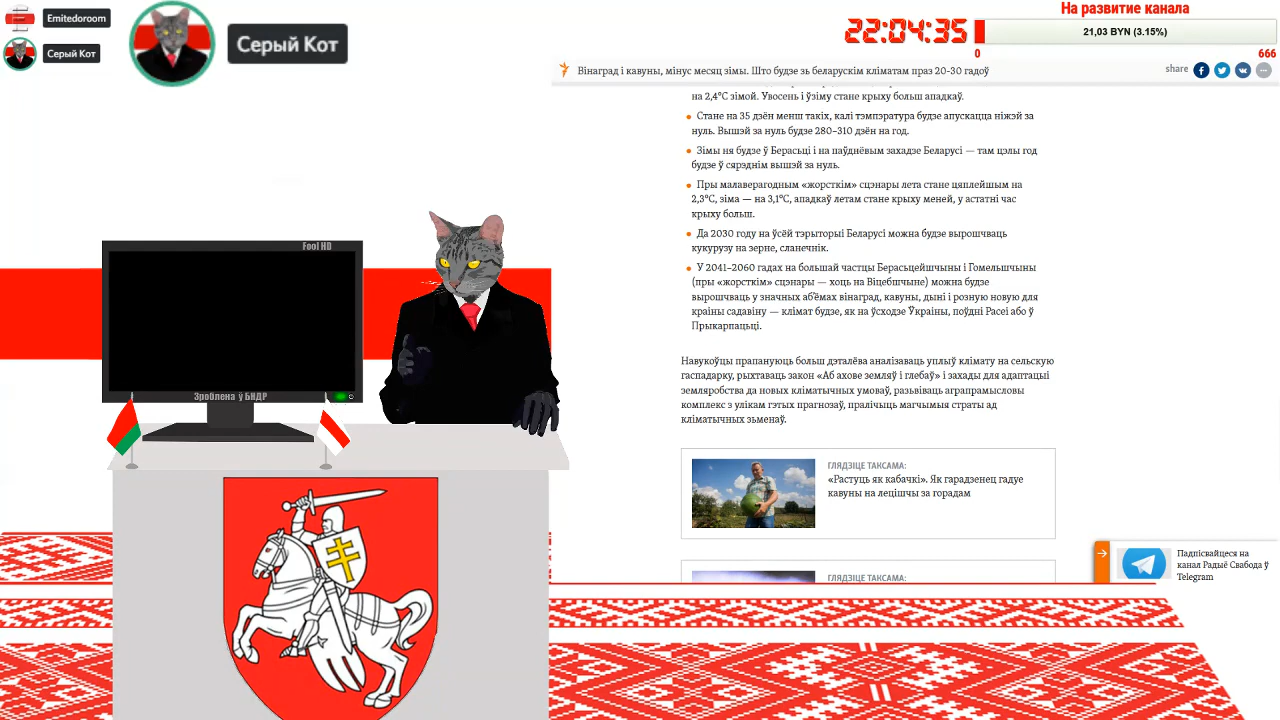 Emitedoroom
Серый Кот
Серый Кот
22:04:35
На развитие канала
21,03 BYN (3.15%)
0
666
Вінаград і кавуны, мінус месяц зімы. Што будзе зь беларускім кліматам праз 20-30 гадоў
share
на 2,4°С зімой. Увосень і ўзіму стане крыху больш ападкаў.
Стане на 35 дзён менш такіх, калі тэмпэратура будзе апускацца ніжэй за
нуль. Вышэй за нуль будзе 280–310 дзён на год.
Зімы ня будзе ў Берасьці і на паўднёвым захадзе Беларусі — там цэлы год
будзе ў сярэднім вышэй за нуль.
Пры малаверагодным «жорсткім» сцэнары лета стане цяплейшым на
2,3°С, зіма — на 3,1°С, ападкаў летам стане крыху меней, у астатні час
крыху больш.
Да 2030 году на ўсёй тэрыторыі Беларусі можна будзе вырошчваць
кукурузу на зерне, сланечнік.
У 2041–2060 гадах на большай частцы Берасьцейшчыны і Гомельшчыны
(пры «жорсткім» сцэнары — хоць на Віцебшчыне) можна будзе
вырошчваць у значных аб'ёмах вінаград, кавуны, дыні і розную новую для
краіны садавіну — клімат будзе, як на ўсходзе Ўкраіны, поўдні Расеі або ў
Прыкарпацьці.
Навукоўцы прапануюць больш дэталёва аналізаваць уплыў клімату на сельскую
гаспадарку, рыхтаваць закон «Аб ахове земляў і глебаў» і захады для адаптацыі
земляробства да новых кліматычных умоваў, разьвіваць аграпрамысловы
комплекс з улікам гэтых прагнозаў, пралічыць магчымыя страты ад
кліматычных зьменаў.
ГЛЯДЗІЦЕ ТАКСАМА:
«Растуць як кабачкі». Як гарадзенец гадуе
кавуны на лецішчы за горадам
ГЛЯДЗІЦЕ ТАКСАМА:
Падпісвайцеся на
канал Радыё Свабода ў
Telegram
Fool HD
Зроблена ў БНДР